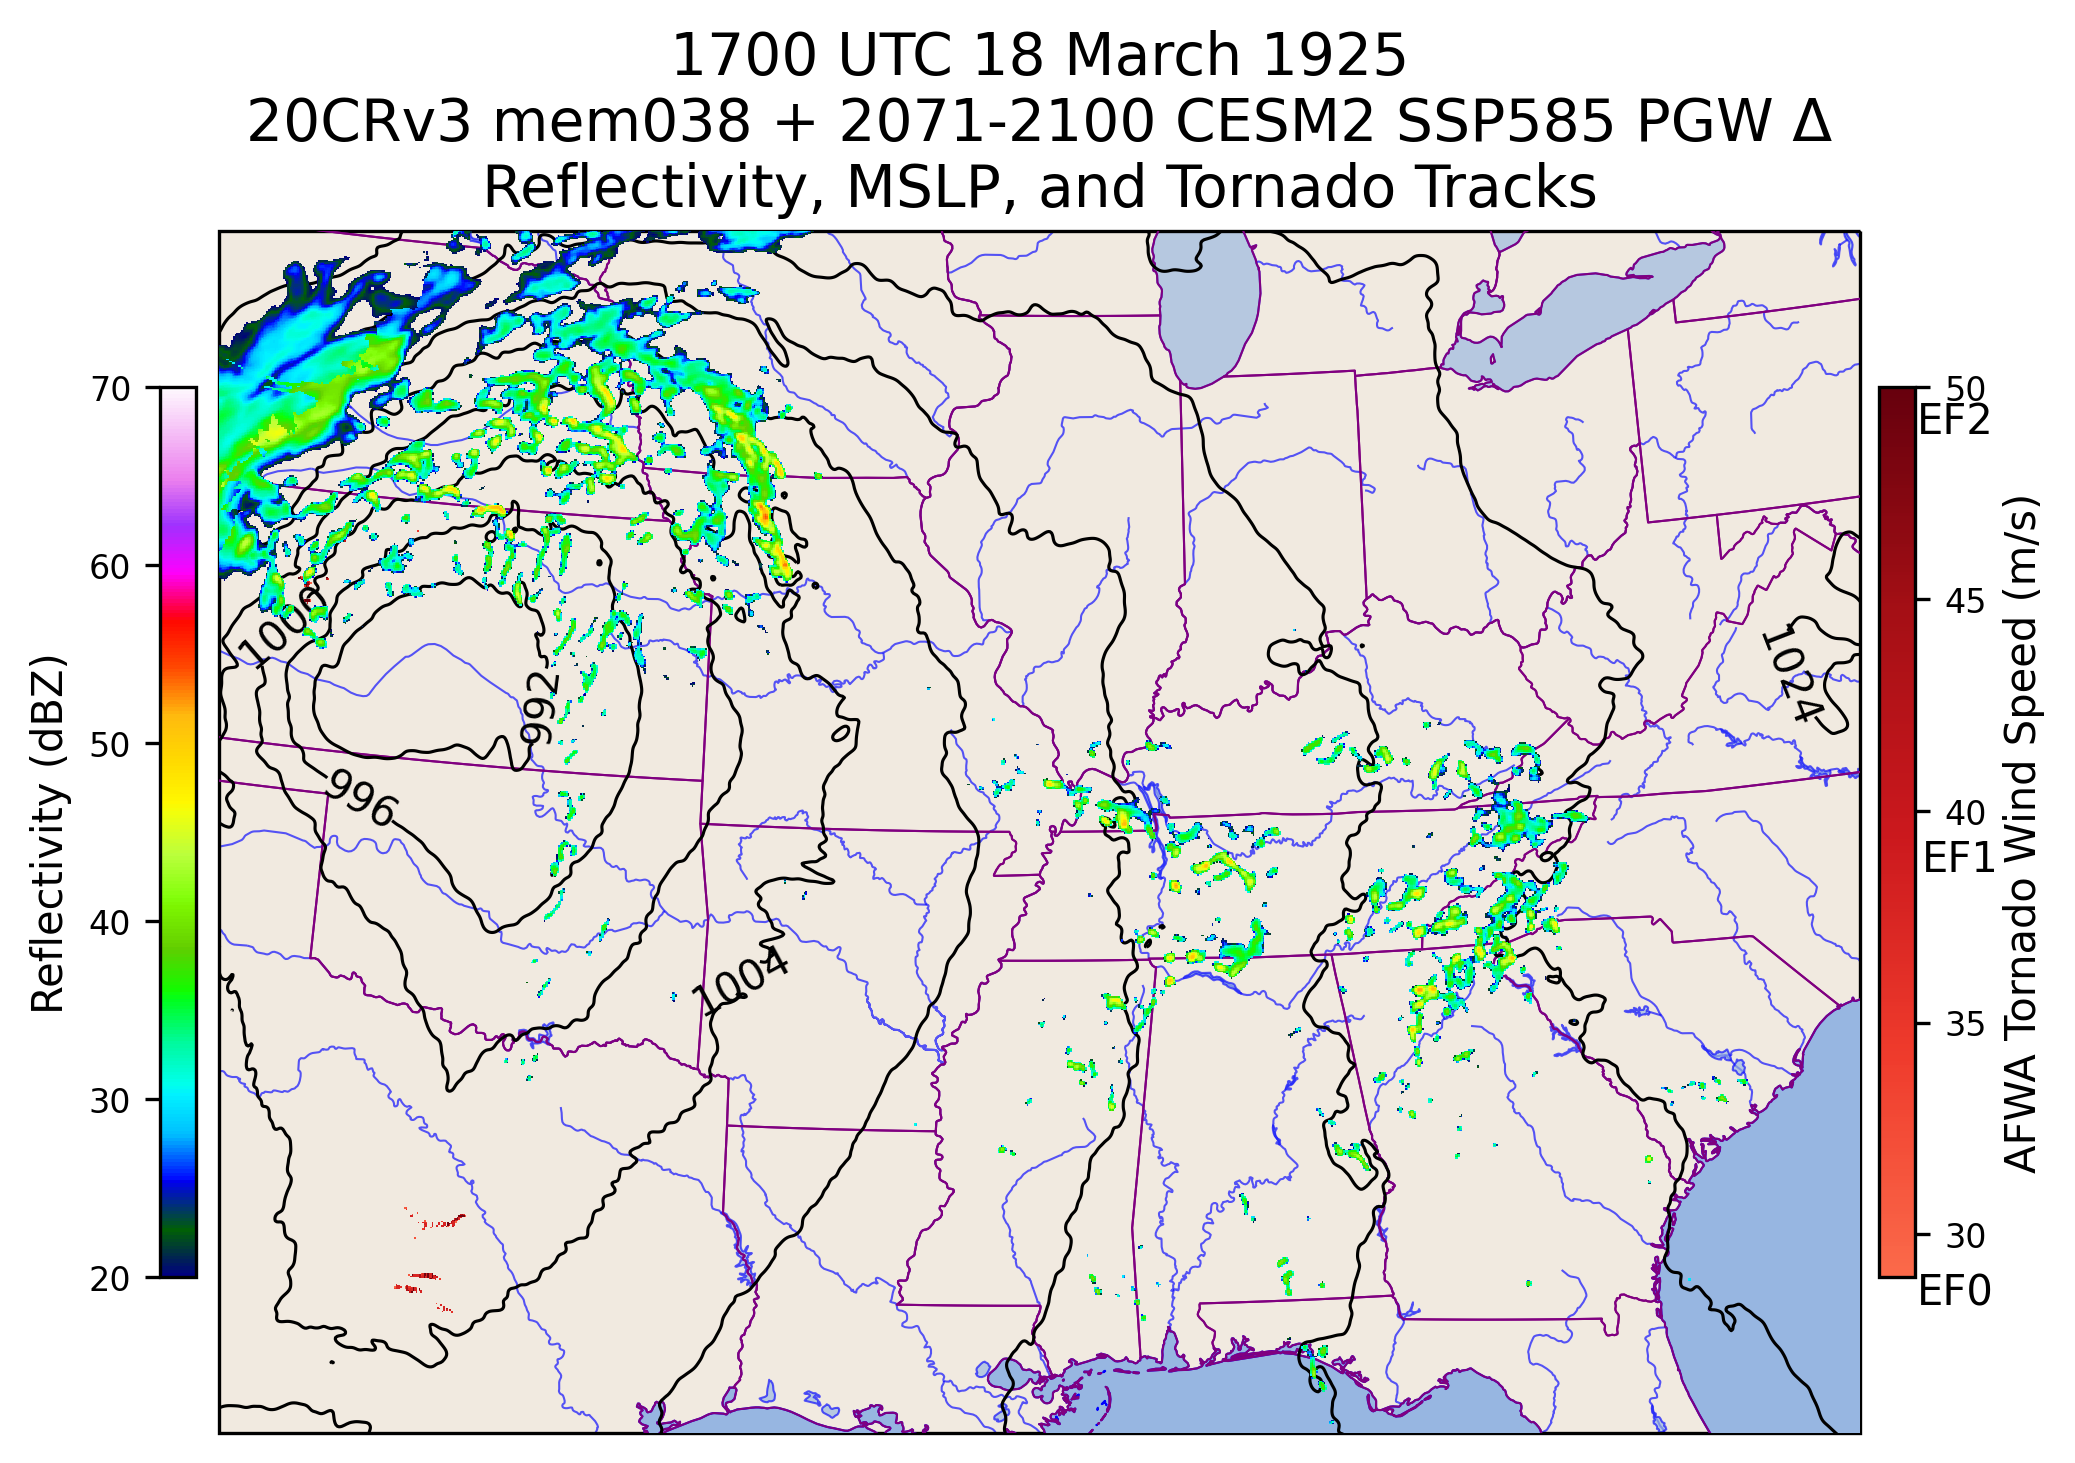 1700 UTC 18 March 1925
20CRv3 mem038 + 2071-2100 CESM2 SSP585 PGW Δ
Reflectivity, MSLP, and Tornado Tracks
Reflectivity (dBZ)
70
60
50
40
30
20
1000
992
996
1004
1024
50
EF2
45
40
EF1
35
30
EF0
AFWA Tornado Wind Speed (m/s)